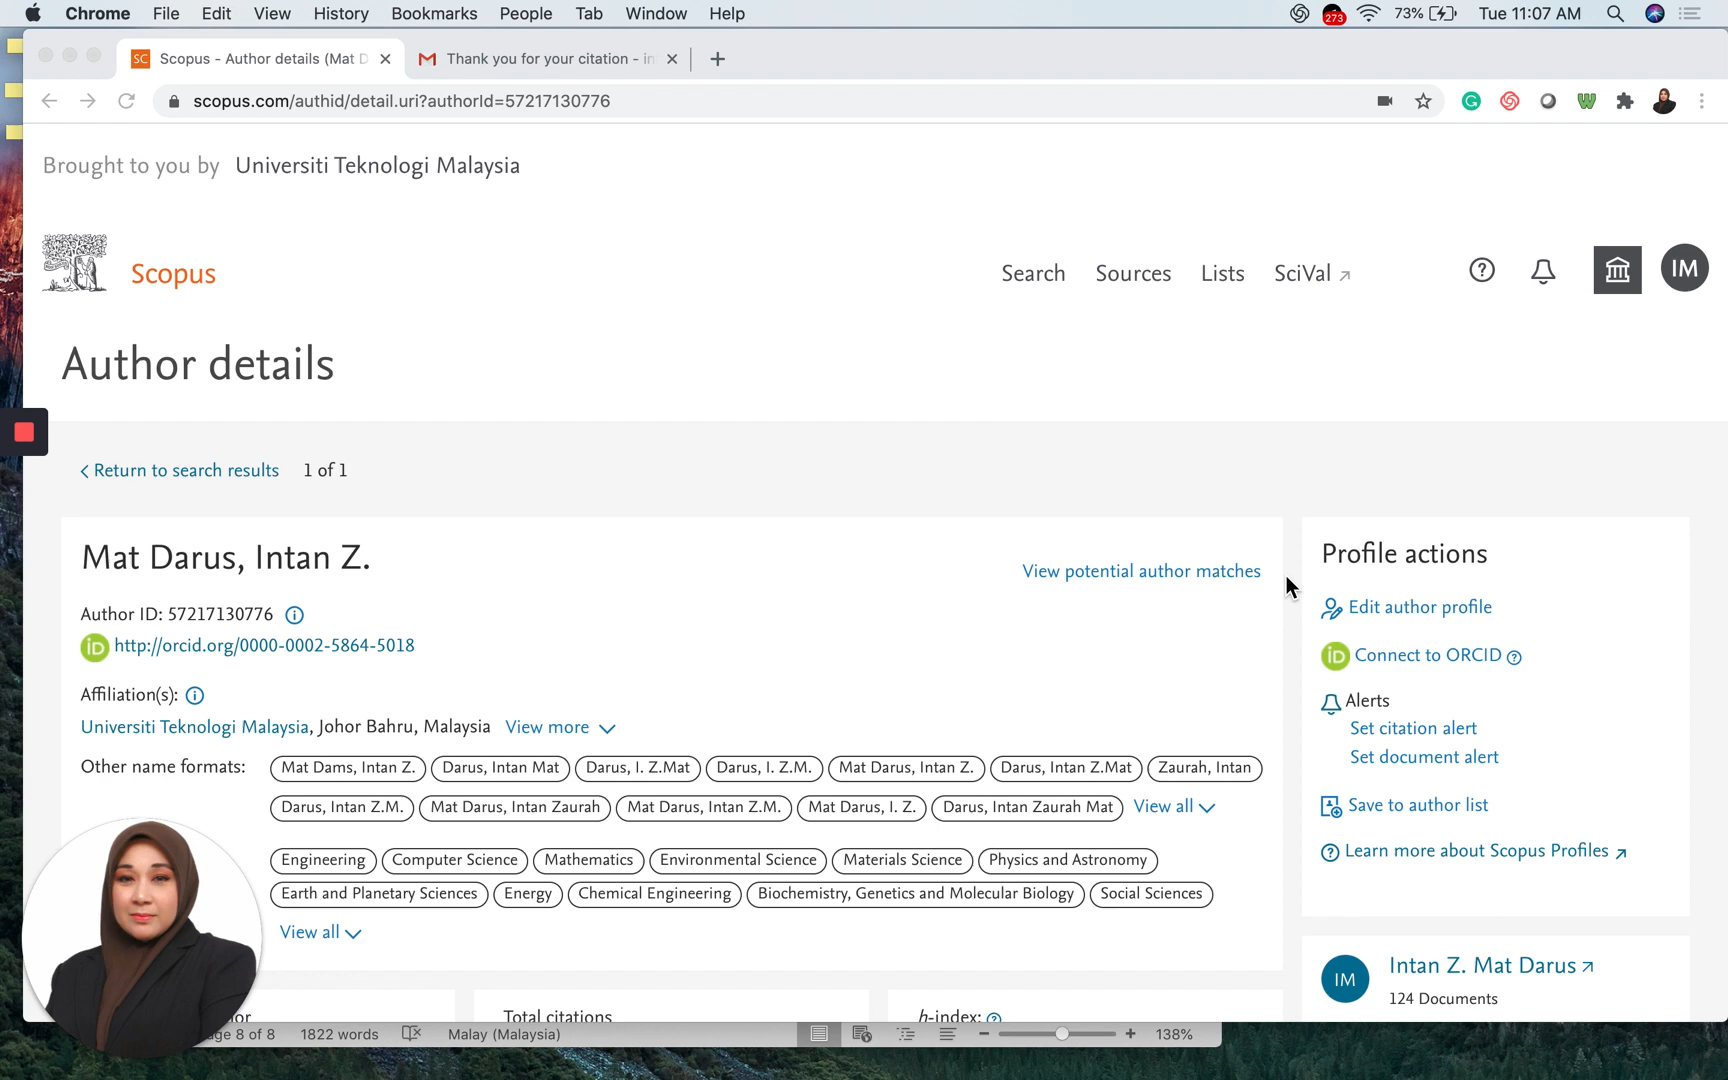 Chrome File Edit View History Bookmarks People Tab Window Help 273 73% Tue 11:07 AM
SC Scopus - Author details (Mat D Thank you for your citation - in
scopus.com/authid/detail.uri?authorId=57217130776
Brought to you by Universiti Teknologi Malaysia
Scopus
Search Sources Lists SciVal IM
Author details
Return to search results 1 of 1
Mat Darus, Intan Z.
View potential author matches
Author ID: 57217130776
iD http://orcid.org/0000-0002-5864-5018
Affiliation(s):
Universiti Teknologi Malaysia, Johor Bahru, Malaysia View more
Other name formats: Mat Dams, Intan Z. Darus, Intan Mat Darus, I. Z.Mat Darus, I. Z.M. Mat Darus, Intan Z. Darus, Intan Z.Mat Zaurah, Intan
Darus, Intan Z.M. Mat Darus, Intan Zaurah Mat Darus, Intan Z.M. Mat Darus, I. Z. Darus, Intan Zaurah Mat View all
Engineering Computer Science Mathematics Environmental Science Materials Science Physics and Astronomy
Earth and Planetary Sciences Energy Chemical Engineering Biochemistry, Genetics and Molecular Biology Social Sciences
View all
Profile actions
Edit author profile
iD Connect to ORCID
Alerts
Set citation alert
Set document alert
Save to author list
Learn more about Scopus Profiles
IM Intan Z. Mat Darus
124 Documents
Total citations
h-index:
8 of 8 1822 words Malay (Malaysia) 138%